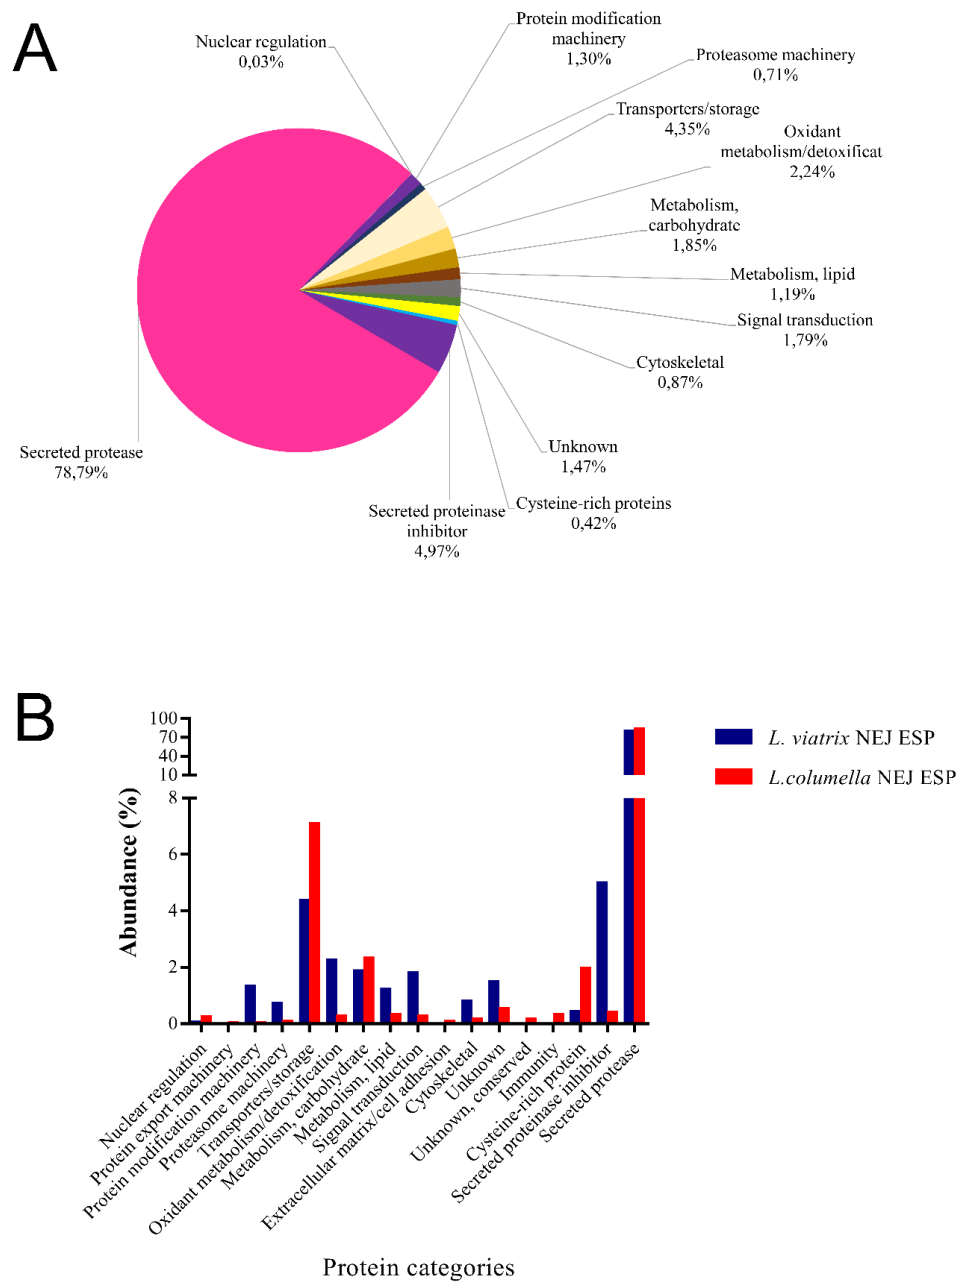 A
Nuclear regulation
0,03%
Protein modification
machinery
1,30%
Proteasome machinery
0,71%
Transporters/storage
4,35%
Oxidant
metabolism/detoxificat
2,24%
Metabolism,
carbohydrate
1,85%
Metabolism, lipid
1,19%
Signal transduction
1,79%
Cytoskeletal
0,87%
Unknown
1,47%
Cysteine-rich proteins
0,42%
Secreted proteinase
inhibitor
4,97%
Secreted protease
78,79%
B
Abundance (%)
100
70
40
10
8
6
4
2
0
L. viatrix NEJ ESP
L.columella NEJ ESP
Nuclear regulation
Protein export machinery
Protein modification machinery
Proteasome machinery
Transporters/storage
Oxidant metabolism/detoxification
Metabolism, carbohydrate
Metabolism, lipid
Signal transduction
Extracellular matrix/cell adhesion
Cytoskeletal
Unknown
Unknown, conserved
Immunity
Cysteine-rich protein
Secreted proteinase inhibitor
Secreted protease
Protein categories